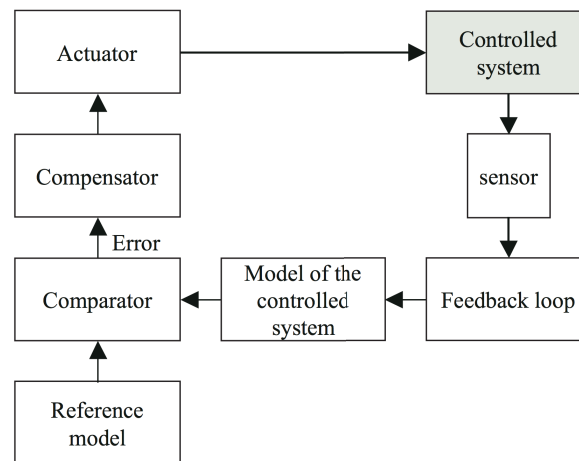 Actuator
Controlled
system
Compensator
sensor
Error
Comparator
Model of the
controlled
system
Feedback loop
Reference
model